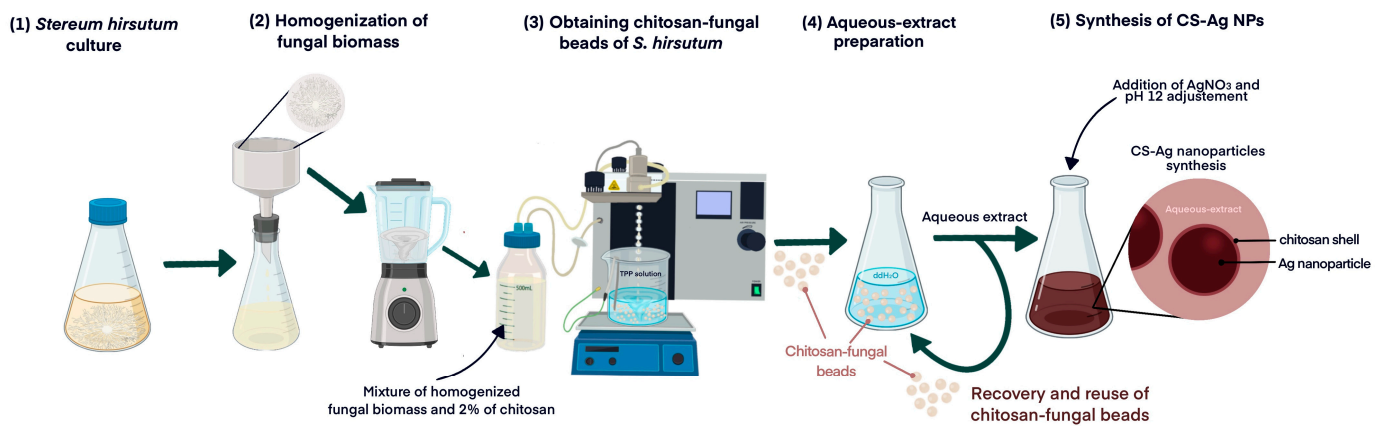 (1) Stereum hirsutum
culture
(2) Homogenization of
fungal biomass
(3) Obtaining chitosan-fungal
beads of S. hirsutum
(4) Aqueous-extract
preparation
(5) Synthesis of CS-Ag NPs
Addition of AgNO₃ and
pH 12 adjustement
CS-Ag nanoparticles
synthesis
Aqueous-extract
chitosan shell
Ag nanoparticle
Aqueous extract
TPP solution
500mL
ddH₂O
Chitosan-fungal
beads
Mixture of homogenized
fungal biomass and 2% of chitosan
Recovery and reuse of
chitosan-fungal beads